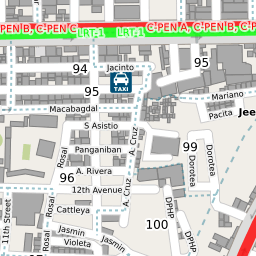 C-PEN B, C-PEN C
C-PEN A, C-PEN B, C
LRT-1
LRT-1
Jacinto
94
95
TAXI
95
Macabagdal
Mariano
Pacita
Jee
S Asistio
Panganiban
A. Cruz
99
Rosal
A. Rivera
Dorotea
Dorotea
12th Avenue
96
Rosal
A. Cruz
Cattleya
11th Street
100
DPHP
DPHP
Jasmin
Jasmin
Violeta